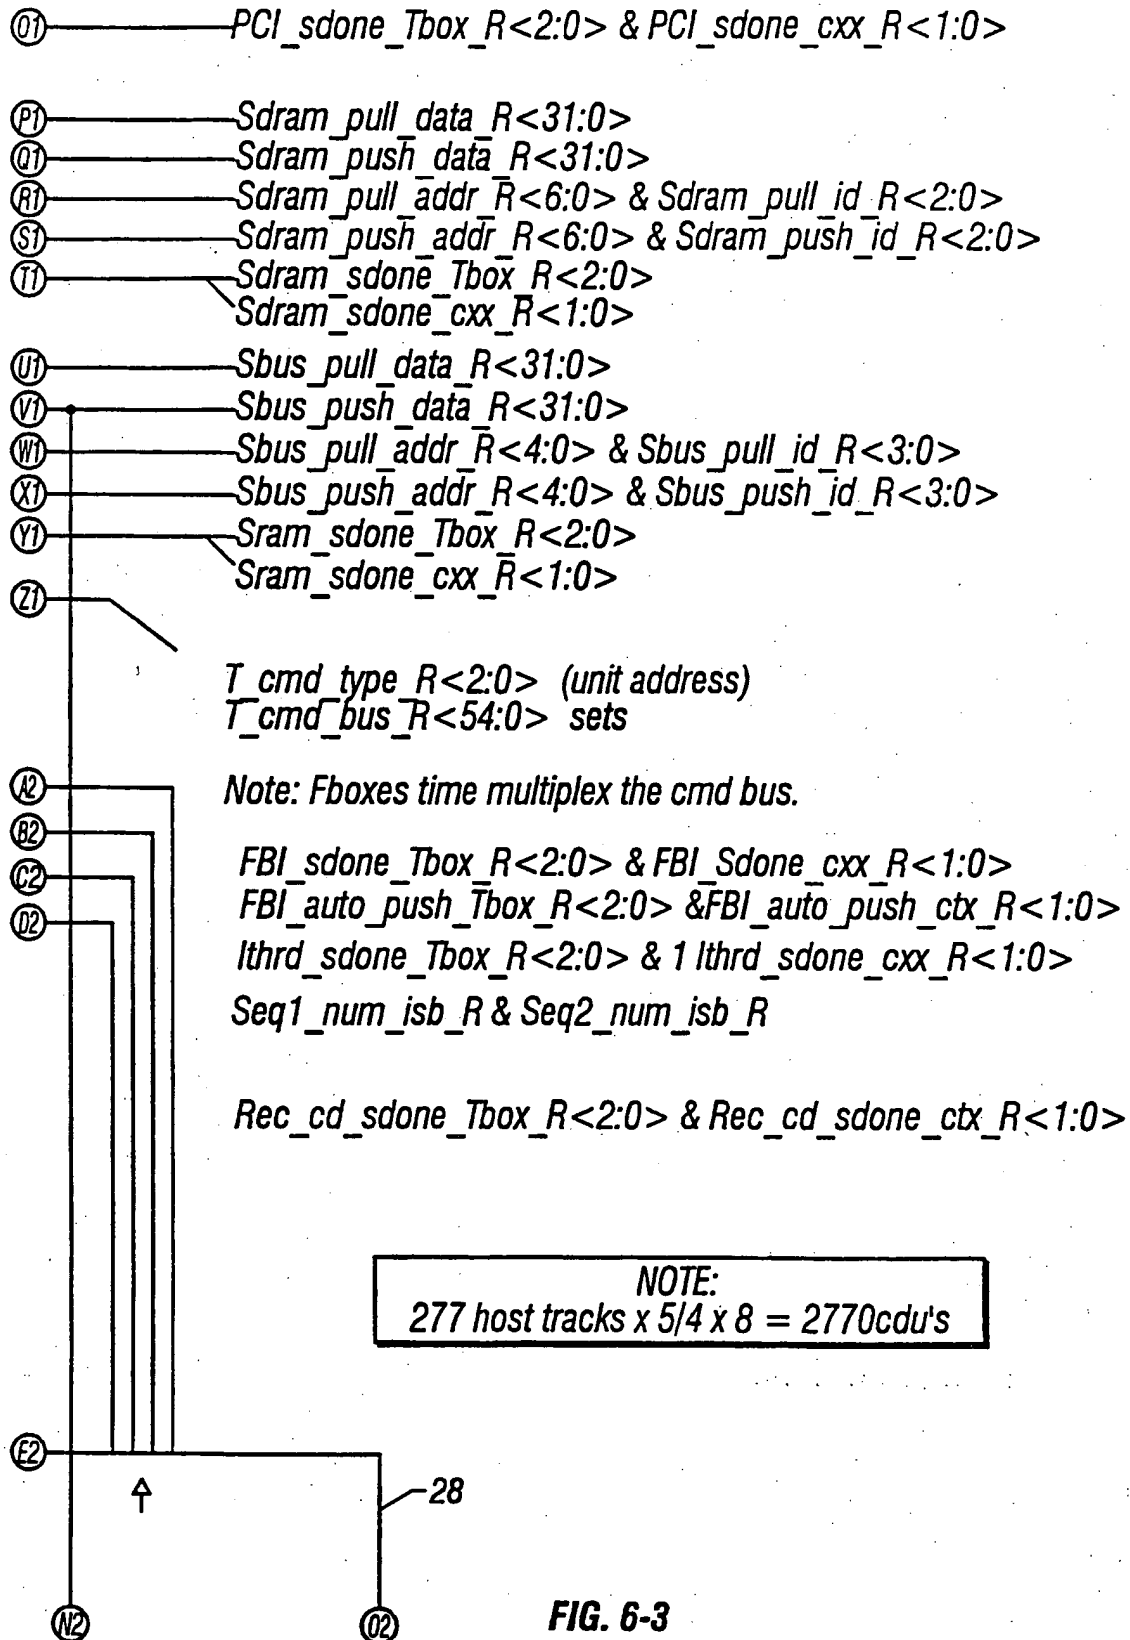 O1 PCI_sdone_Tbox_R<2:0> & PCI_sdone_cxx_R<1:0>
P1 Sdram_pull_data_R<31:0>
Q1 Sdram_push_data_R<31:0>
R1 Sdram_pull_addr_R<6:0> & Sdram_pull_id_R<2:0>
S1 Sdram_push_addr_R<6:0> & Sdram_push_id_R<2:0>
T1 Sdram_sdone_Tbox_R<2:0>
Sdram_sdone_cxx_R<1:0>
U1 Sbus_pull_data_R<31:0>
V1 Sbus_push_data_R<31:0>
W1 Sbus_pull_addr_R<4:0> & Sbus_pull_id_R<3:0>
X1 Sbus_push_addr_R<4:0> & Sbus_push_id_R<3:0>
Y1 Sram_sdone_Tbox_R<2:0>
Sram_sdone_cxx_R<1:0>
Z1
T_cmd_type_R<2:0> (unit address)
T_cmd_bus_R<54:0> sets
A2 Note: Fboxes time multiplex the cmd bus.
B2
FBI_sdone_Tbox_R<2:0> & FBI_Sdone_cxx_R<1:0>
C2
FBI_auto_push_Tbox_R<2:0> &FBI_auto_push_ctx_R<1:0>
D2
Ithrd_sdone_Tbox_R<2:0> & 1 Ithrd_sdone_cxx_R<1:0>
Seq1_num_isb_R & Seq2_num_isb_R
Rec_cd_sdone_Tbox_R<2:0> & Rec_cd_sdone_ctx_R<1:0>
NOTE:
277 host tracks x 5/4 x 8 = 2770cdu's
E2
28
N2
O2
FIG. 6-3